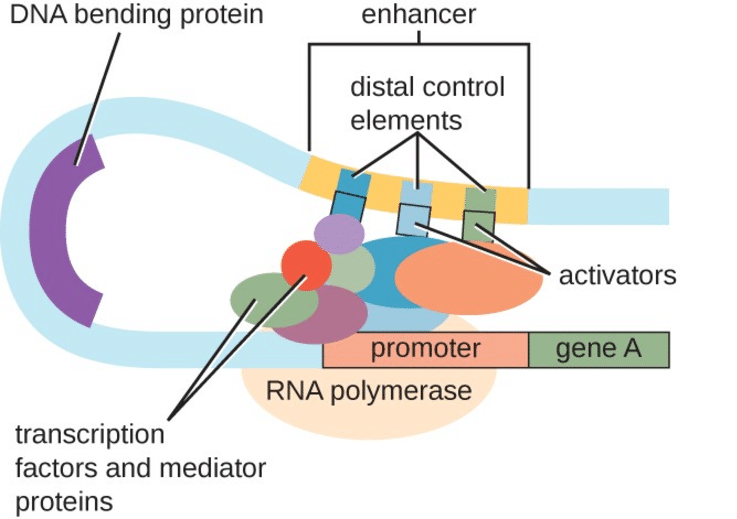 DNA bending protein
enhancer
distal control
elements
activators
promoter
gene A
RNA polymerase
transcription
factors and mediator
proteins